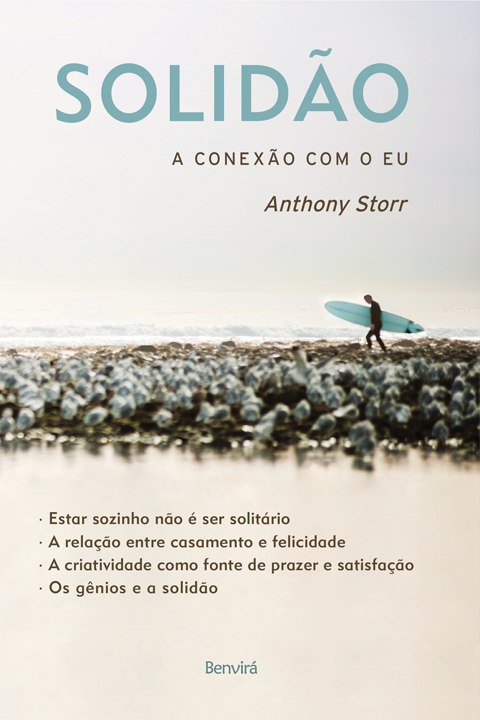 SOLIDÃO
A CONEXÃO COM O EU
Anthony Storr
· Estar sozinho não é ser solitário
· A relação entre casamento e felicidade
· A criatividade como fonte de prazer e satisfação
· Os gênios e a solidão
Benvirá